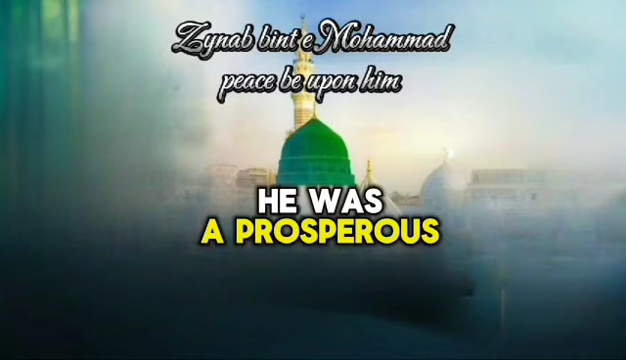 Zynab bint e Mohammad
peace be upon him
HE WAS
A PROSPEROUS